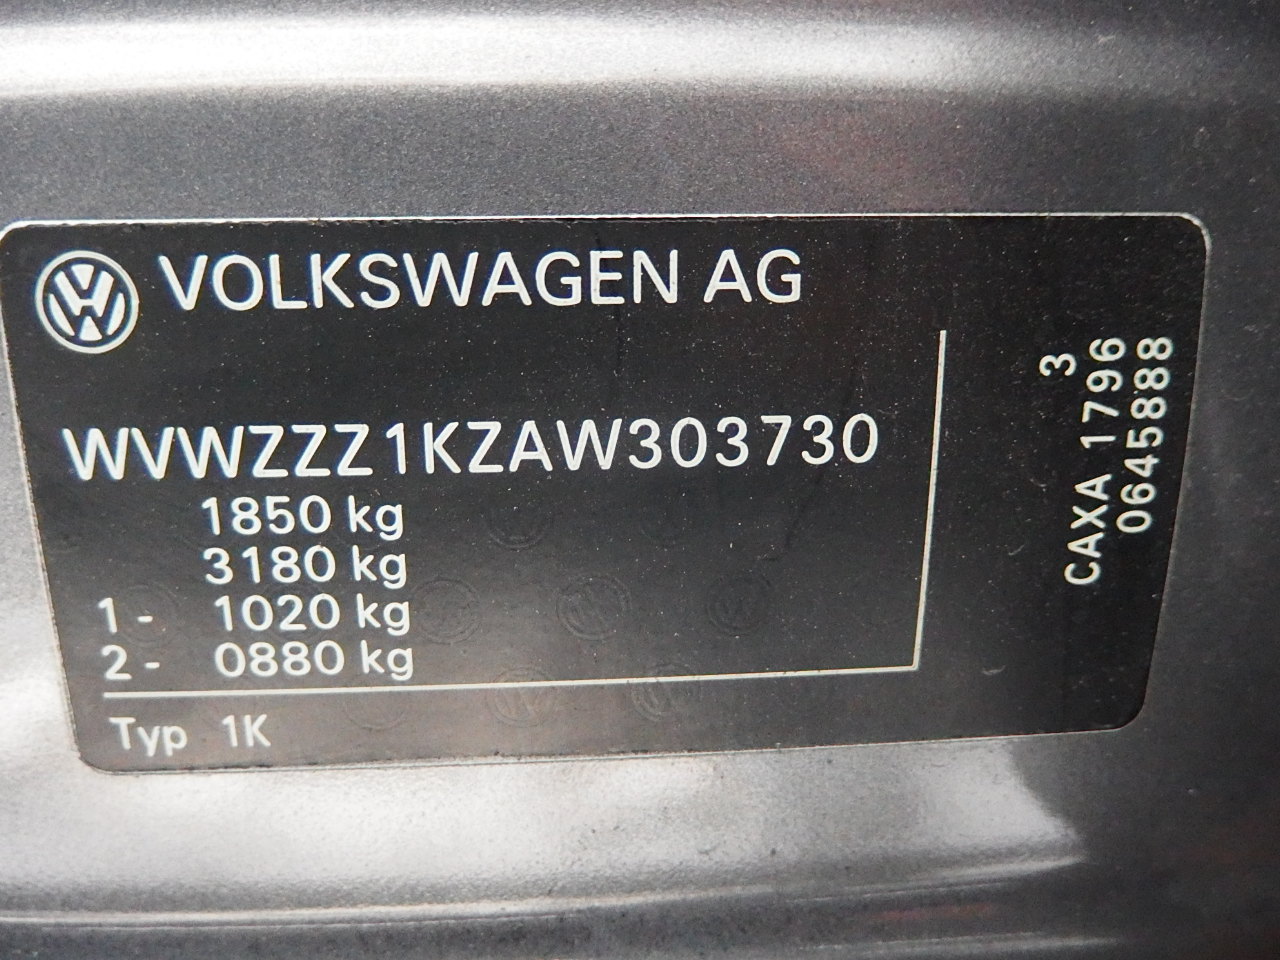 VOLKSWAGEN AG
WVWZZZ1KZAW303730
1850 kg
3180 kg
1 - 1020 kg
2 - 0880 kg
Typ 1K
3
CAXA 1796
0645888